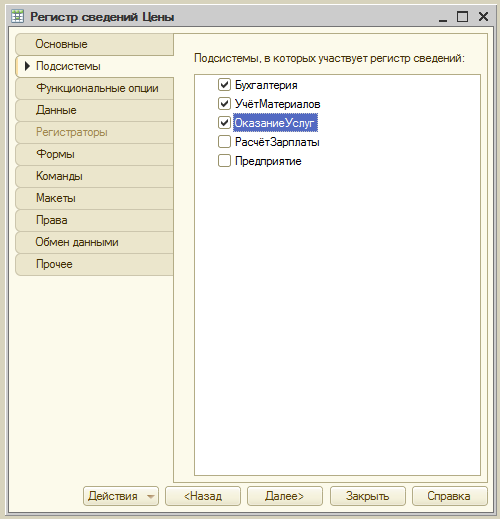 Регистр сведений Цены
Основные
Подсистемы
Функциональные опции
Данные
Регистраторы
Формы
Команды
Макеты
Права
Обмен данными
Прочее
Подсистемы, в которых участвует регистр сведений:
Бухгалтерия
УчётМатериалов
ОказаниеУслуг
РасчётЗарплаты
Предприятие
Действия
<Назад
Далее>
Закрыть
Справка